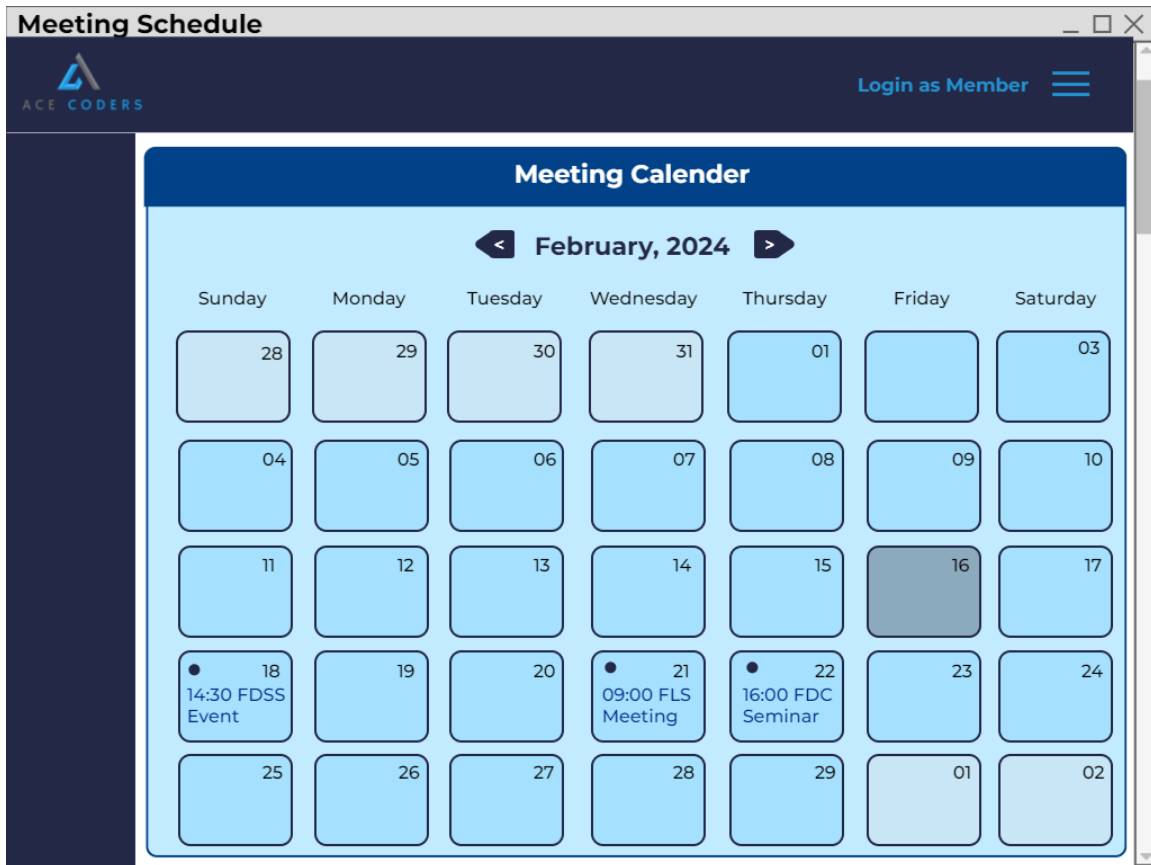 Meeting Schedule
ACE CODERS
Login as Member
Meeting Calender
< February, 2024 >
Sunday Monday Tuesday Wednesday Thursday Friday Saturday
28 29 30 31 01 03
04 05 06 07 08 09 10
11 12 13 14 15 16 17
18 19 20 21 22 23 24
14:30 FDSS 09:00 FLS 16:00 FDC
Event Meeting Seminar
25 26 27 28 29 01 02